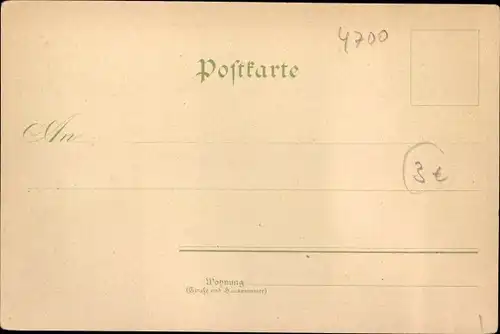 4700
Postkarte
An
3 €
Wohnung
(Straße und Hausnummer)